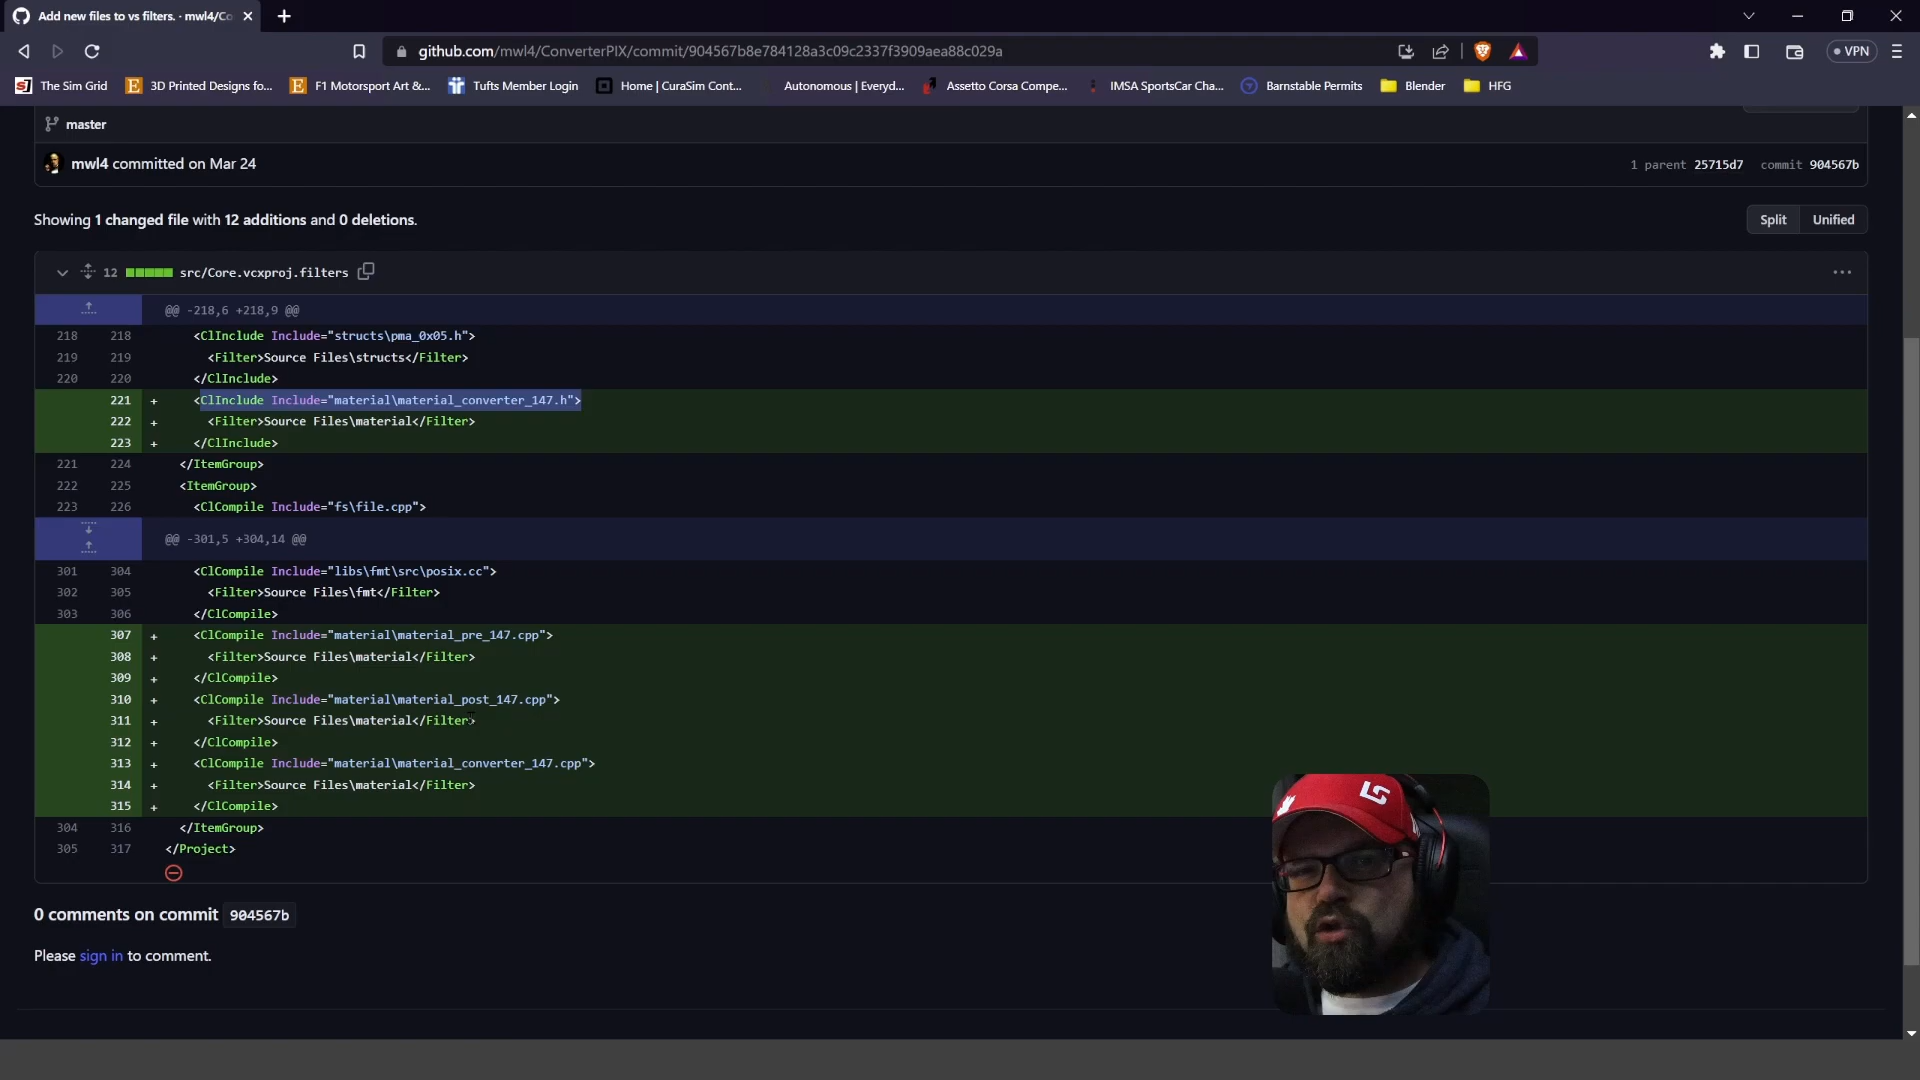 Add new files to vs filters. · mwl4/Co
github.com/mwl4/ConverterPIX/commit/904567b8e784128a3c09c2337f3909aea88c029a
VPN
The Sim Grid
3D Printed Designs fo...
F1 Motorsport Art &...
Tufts Member Login
Home | CuraSim Cont...
Autonomous | Everyd...
Assetto Corsa Compe...
IMSA SportsCar Cha...
Barnstable Permits
Blender
HFG
master
mwl4 committed on Mar 24
1 parent 25715d7 commit 904567b
Showing 1 changed file with 12 additions and 0 deletions.
Split Unified
12 src/Core.vcxproj.filters
@@ -218,6 +218,9 @@
218 218 <ClInclude Include="structs\pma_0x05.h">
219 219 <Filter>Source Files\structs</Filter>
220 220 </ClInclude>
221 + <ClInclude Include="material\material_converter_147.h">
222 + <Filter>Source Files\material</Filter>
223 + </ClInclude>
221 224 </ItemGroup>
222 225 <ItemGroup>
223 226 <ClCompile Include="fs\file.cpp">
@@ -301,5 +304,14 @@
301 304 <ClCompile Include="libs\fmt\src\posix.cc">
302 305 <Filter>Source Files\fmt</Filter>
303 306 </ClCompile>
307 + <ClCompile Include="material\material_pre_147.cpp">
308 + <Filter>Source Files\material</Filter>
309 + </ClCompile>
310 + <ClCompile Include="material\material_post_147.cpp">
311 + <Filter>Source Files\material</Filter>
312 + </ClCompile>
313 + <ClCompile Include="material\material_converter_147.cpp">
314 + <Filter>Source Files\material</Filter>
315 + </ClCompile>
304 316 </ItemGroup>
305 317 </Project>
0 comments on commit 904567b
Please sign in to comment.